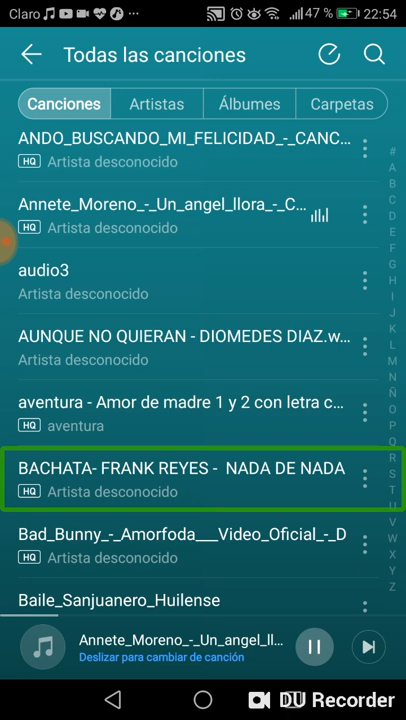 Claro 47 % 22:54
Todas las canciones
Canciones Artistas Álbumes Carpetas
ANDO_BUSCANDO_MI_FELICIDAD_-_CANC...
HQ Artista desconocido
Annete_Moreno_-_Un_angel_llora_-_C...
HQ Artista desconocido
audio3
Artista desconocido
AUNQUE NO QUIERAN - DIOMEDES DIAZ.w...
Artista desconocido
aventura - Amor de madre 1 y 2 con letra c...
HQ aventura
BACHATA- FRANK REYES - NADA DE NADA
HQ Artista desconocido
Bad_Bunny_-_Amorfoda___Video_Oficial_-_D
HQ Artista desconocido
Baile_Sanjuanero_Huilense
#
A
B
C
D
E
F
G
H
I
J
K
L
M
N
Ñ
O
P
Q
R
S
T
U
V
W
X
Y
Z
Annete_Moreno_-_Un_angel_ll...
Deslizar para cambiar de canción
DU Recorder